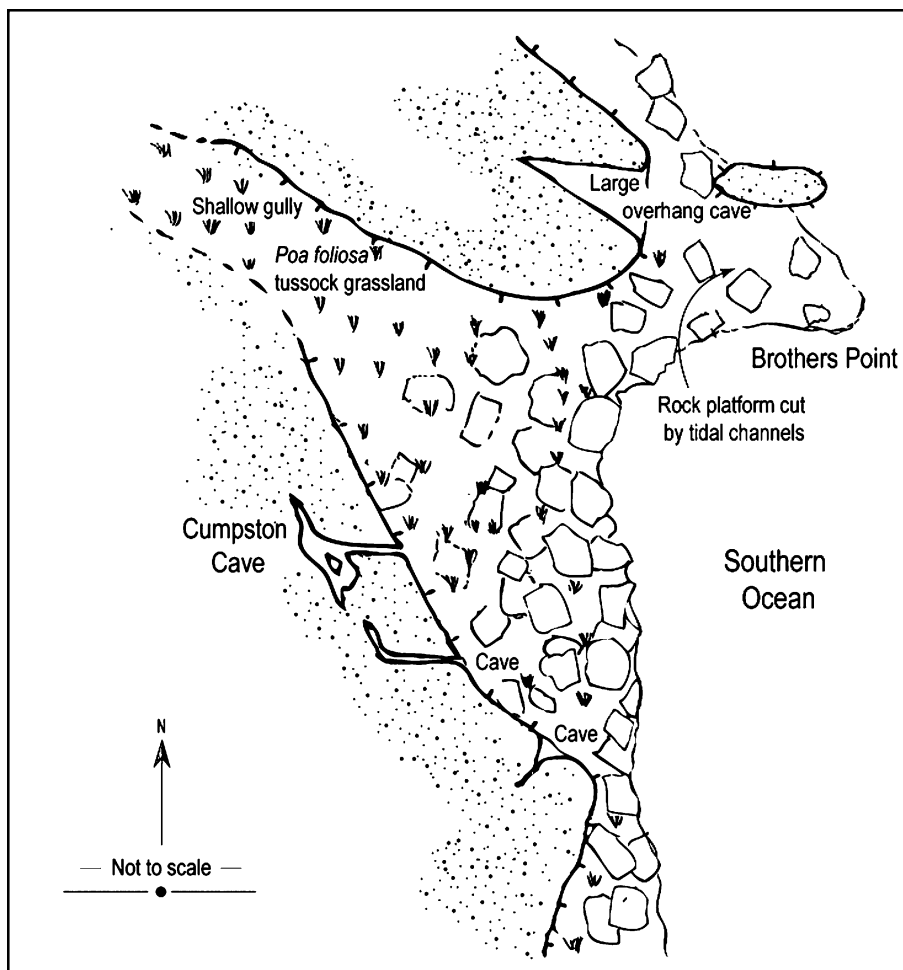 Large
overhang cave
Shallow gully
Poa foliosa
tussock grassland
Brothers Point
Rock platform cut
by tidal channels
Cumpston
Cave
Southern
Ocean
Cave
Cave
N
Not to scale